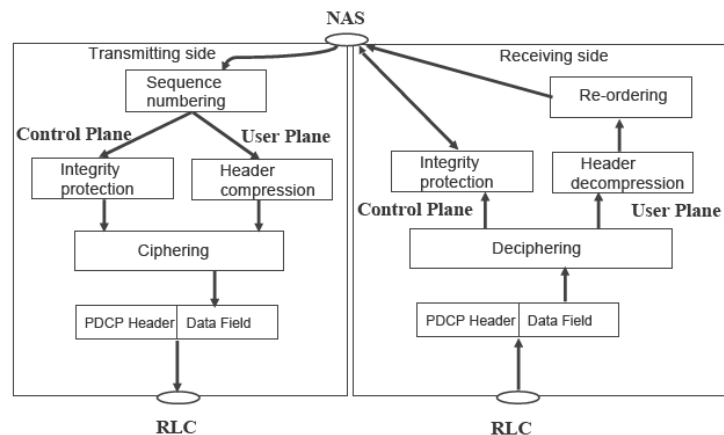 NAS
Transmitting side
Sequence
numbering
Control Plane
User Plane
Integrity
protection
Header
compression
Ciphering
PDCP Header
Data Field
RLC
Receiving side
Re-ordering
Integrity
protection
Header
decompression
Control Plane
User Plane
Deciphering
PDCP Header
Data Field
RLC